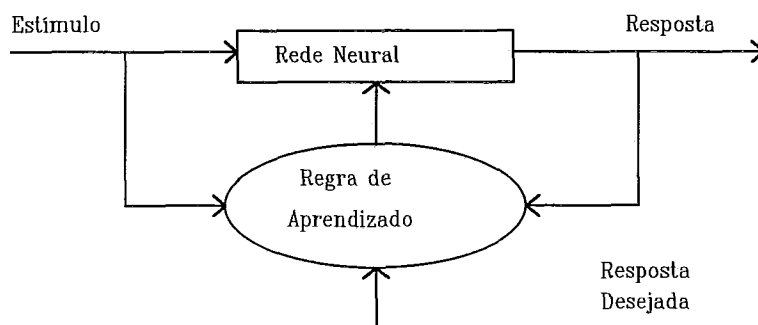 Estímulo
Resposta
Rede Neural
Regra de
Aprendizado
Resposta
Desejada